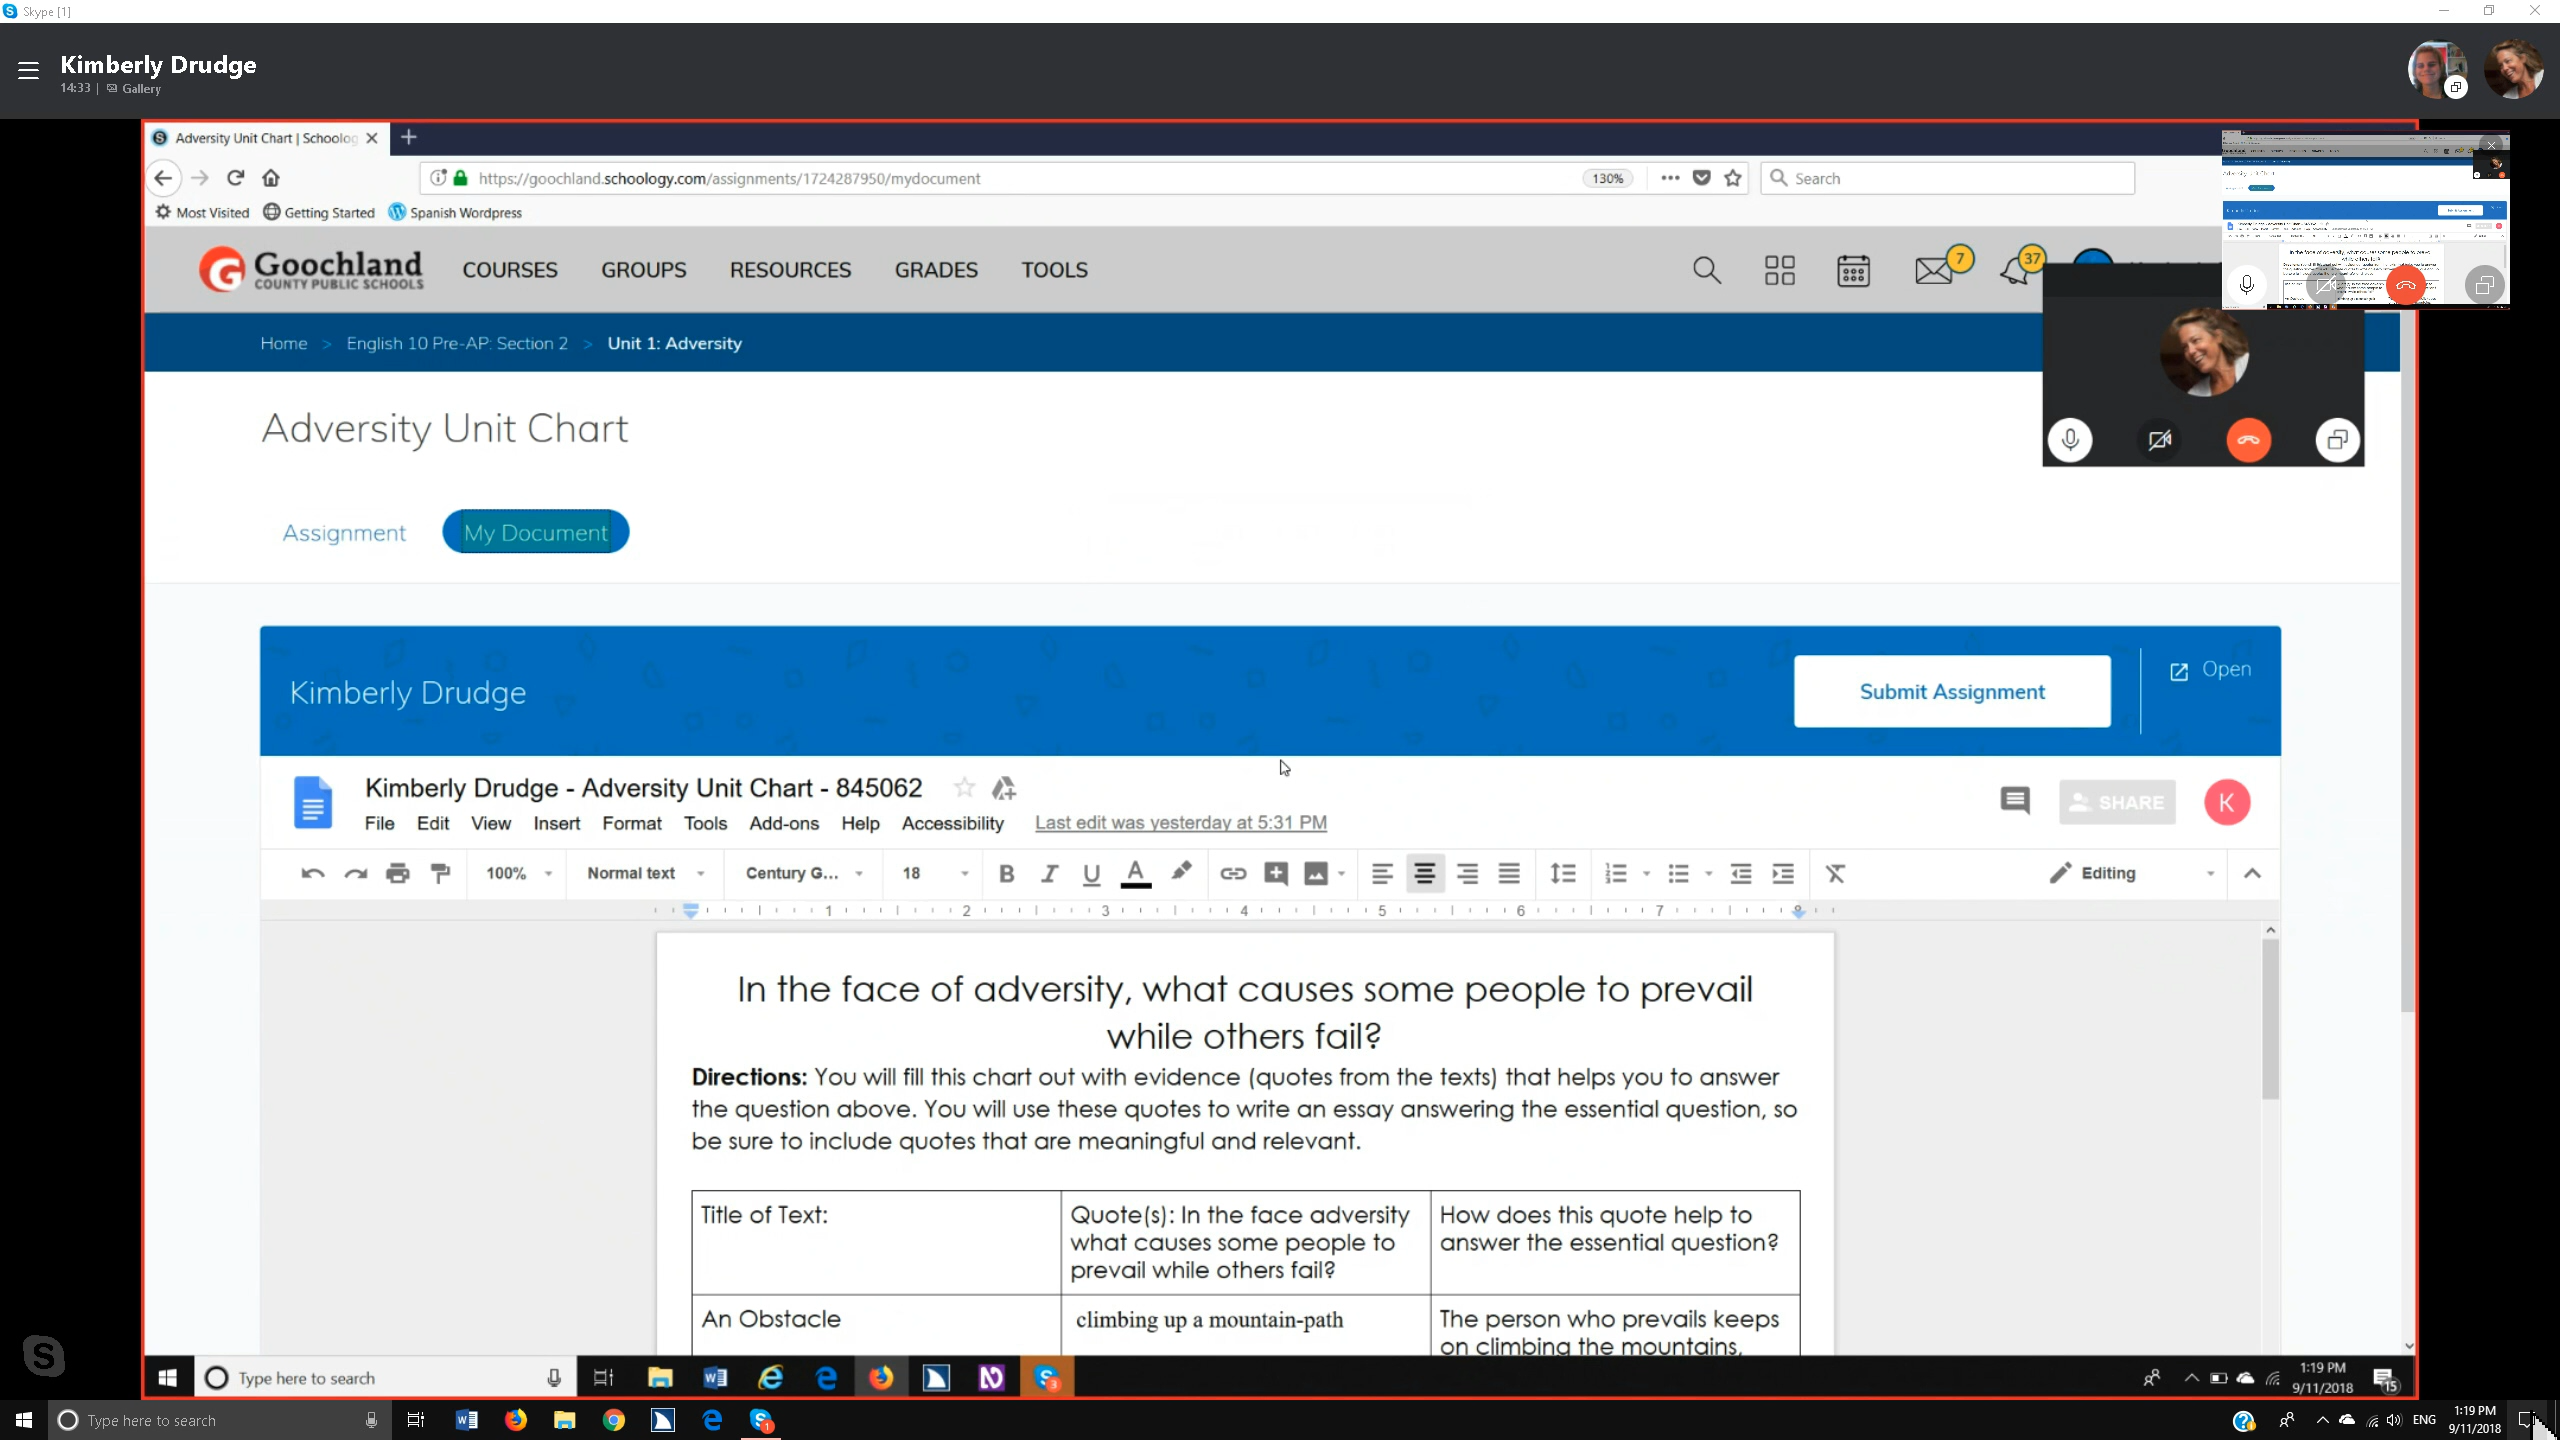 Skype [1]
Kimberly Drudge
14:33 | Gallery
Adversity Unit Chart | Schoolog
https://goochland.schoology.com/assignments/1724287950/mydocument
130%
Search
Most Visited Getting Started Spanish Wordpress
Goochland
COUNTY PUBLIC SCHOOLS
COURSES GROUPS RESOURCES GRADES TOOLS
7 37
Home > English 10 Pre-AP: Section 2 > Unit 1: Adversity
Adversity Unit Chart
Assignment My Document
Kimberly Drudge
Submit Assignment
Open
Kimberly Drudge - Adversity Unit Chart - 845062
File Edit View Insert Format Tools Add-ons Help Accessibility Last edit was yesterday at 5:31 PM
SHARE
K
100% Normal text Century G... 18 B I U A Editing
1 2 3 4 5 6 7
In the face of adversity, what causes some people to prevail
while others fail?
Directions: You will fill this chart out with evidence (quotes from the texts) that helps you to answer
the question above. You will use these quotes to write an essay answering the essential question, so
be sure to include quotes that are meaningful and relevant.
Title of Text:
Quote(s): In the face adversity
what causes some people to
prevail while others fail?
How does this quote help to
answer the essential question?
An Obstacle
climbing up a mountain-path
The person who prevails keeps
on climbing the mountains,
Type here to search
3
1:19 PM
9/11/2018
15
Type here to search
1
ENG
1:19 PM
9/11/2018